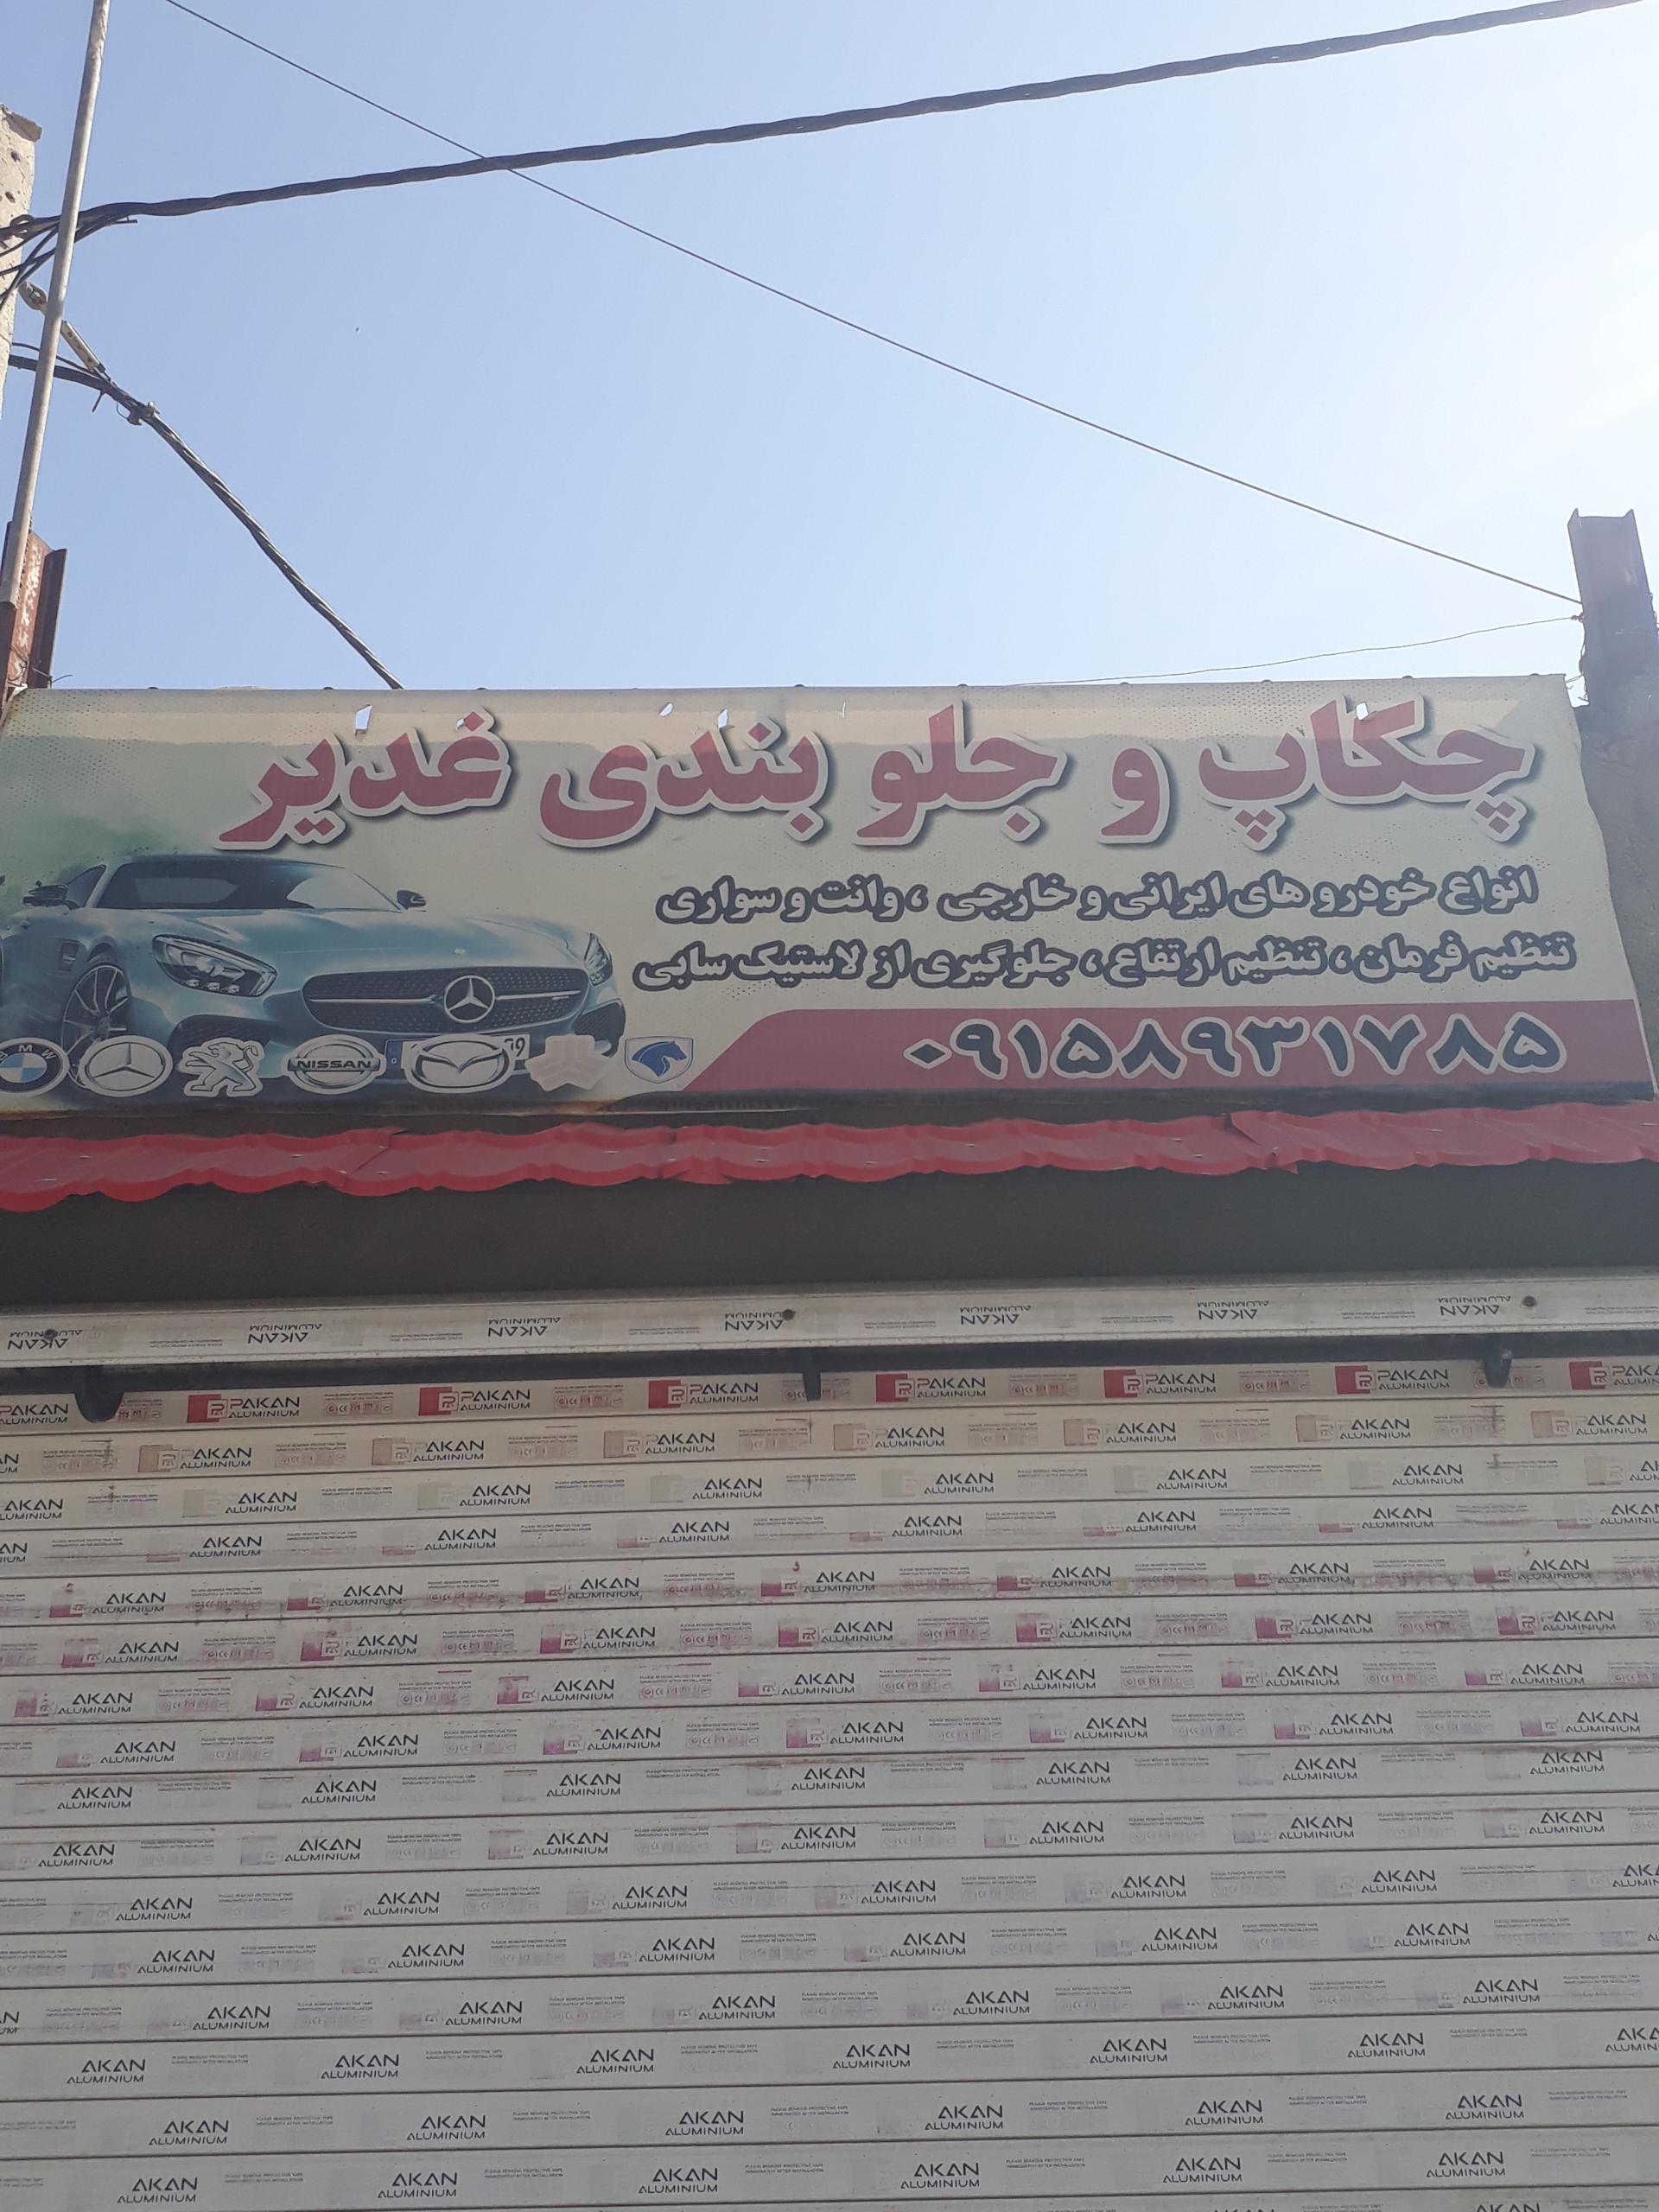 چکاپ و جلو بندی غدیر
انواع خودرو های ایرانی و خارجی ، وانت و سواری
تنظیم فرمان ، تنظیم ارتفاع ، جلوگیری از لاستیک سابی
۰۹۱۵۸۹۳۱۷۸۵
BMW
NISSAN
AKAN ALUMINIUM
PAKAN ALUMINIUM